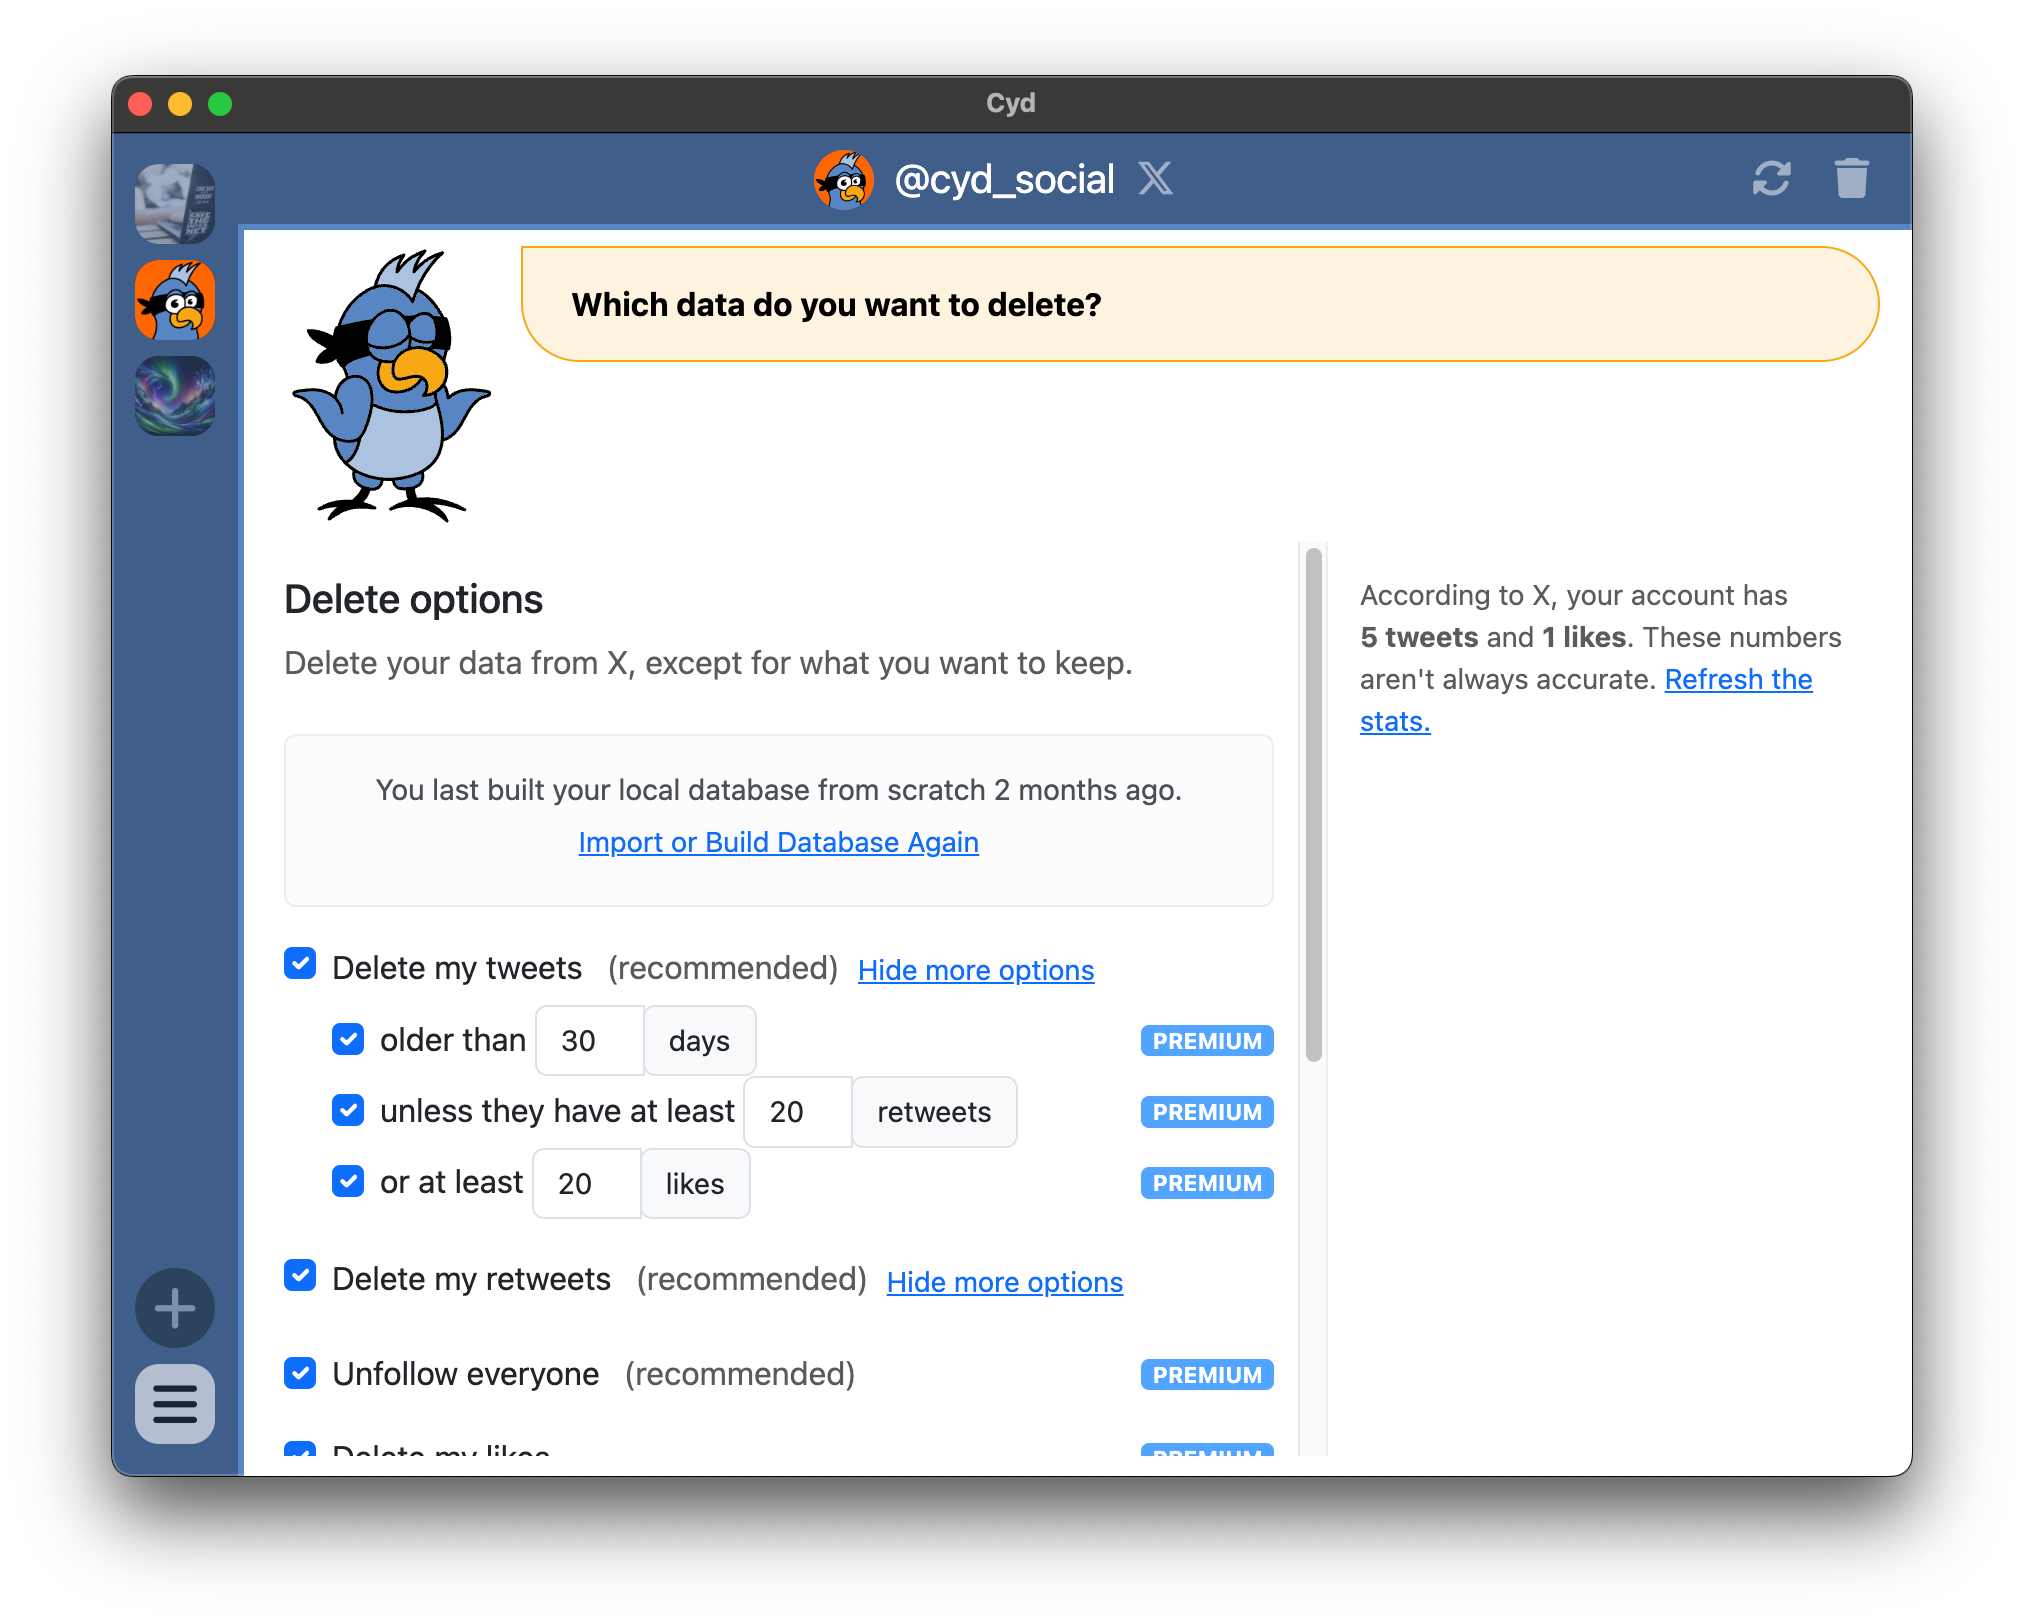 Cyd
@cyd_social
Which data do you want to delete?
Delete options
Delete your data from X, except for what you want to keep.
You last built your local database from scratch 2 months ago.
Import or Build Database Again
Delete my tweets (recommended) Hide more options
older than 30 days PREMIUM
unless they have at least 20 retweets PREMIUM
or at least 20 likes PREMIUM
Delete my retweets (recommended) Hide more options
Unfollow everyone (recommended) PREMIUM
Delete my likes PREMIUM
According to X, your account has
5 tweets and 1 likes. These numbers
aren't always accurate. Refresh the
stats.